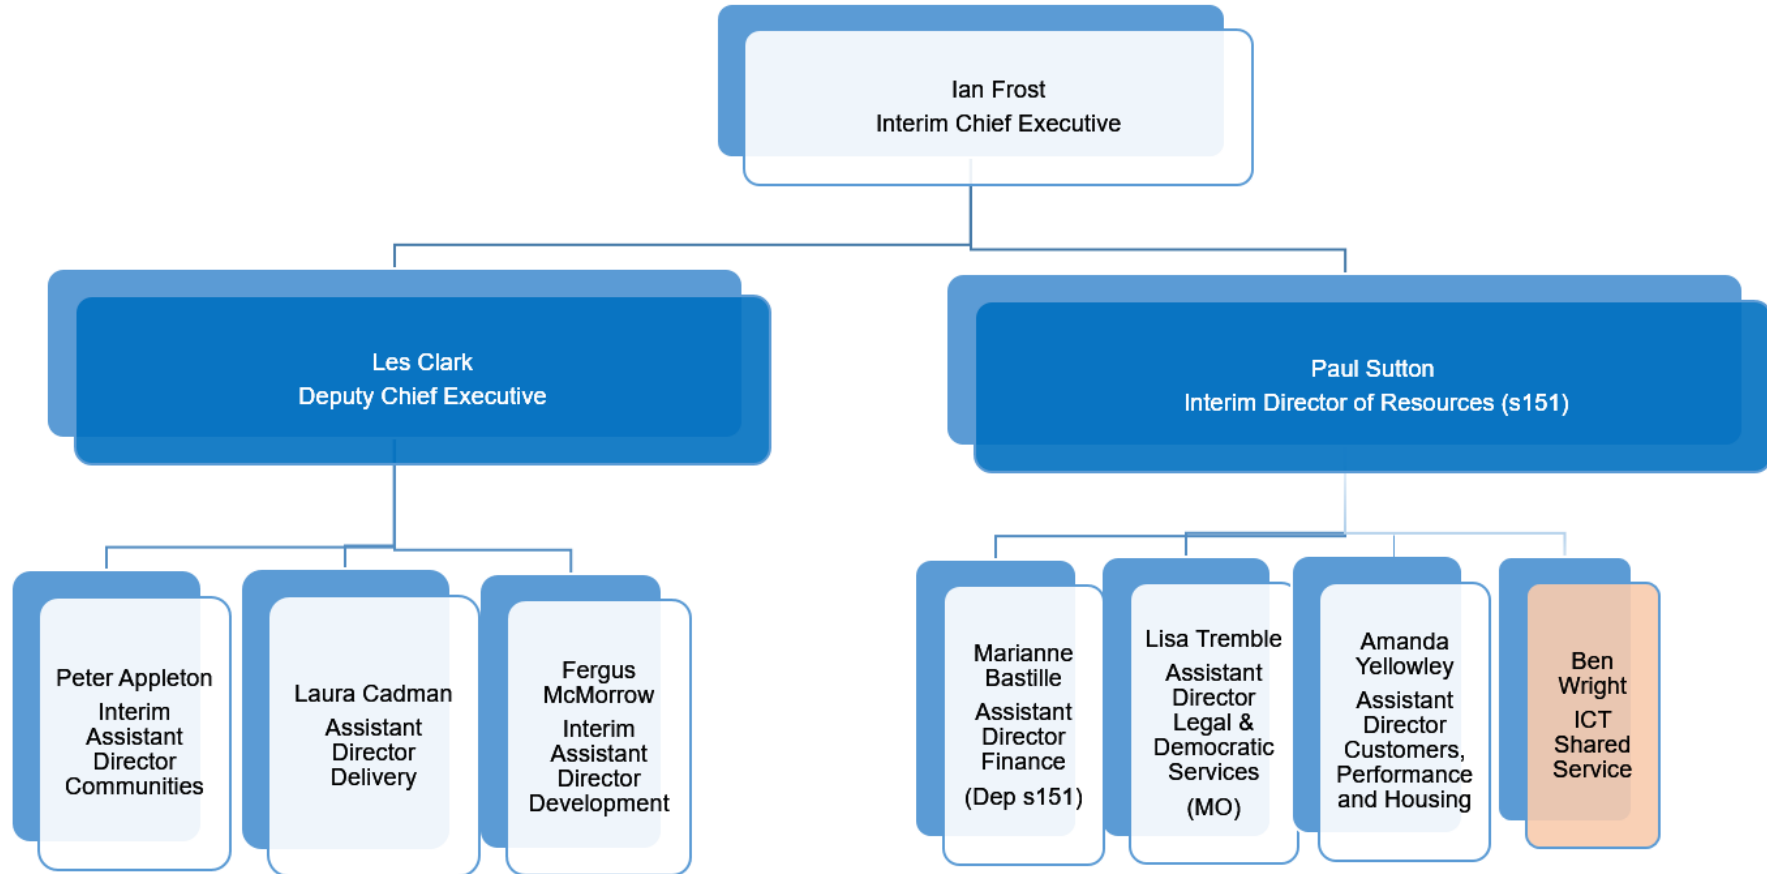 Ian Frost
Interim Chief Executive
Les Clark
Deputy Chief Executive
Paul Sutton
Interim Director of Resources (s151)
Peter Appleton
Interim
Assistant
Director
Communities
Laura Cadman
Assistant
Director
Delivery
Fergus
McMorrow
Interim
Assistant
Director
Development
Marianne
Bastille
Assistant
Director
Finance
(Dep s151)
Lisa Tremble
Assistant
Director
Legal &
Democratic
Services
(MO)
Amanda
Yellowley
Assistant
Director
Customers,
Performance
and Housing
Ben
Wright
ICT
Shared
Service